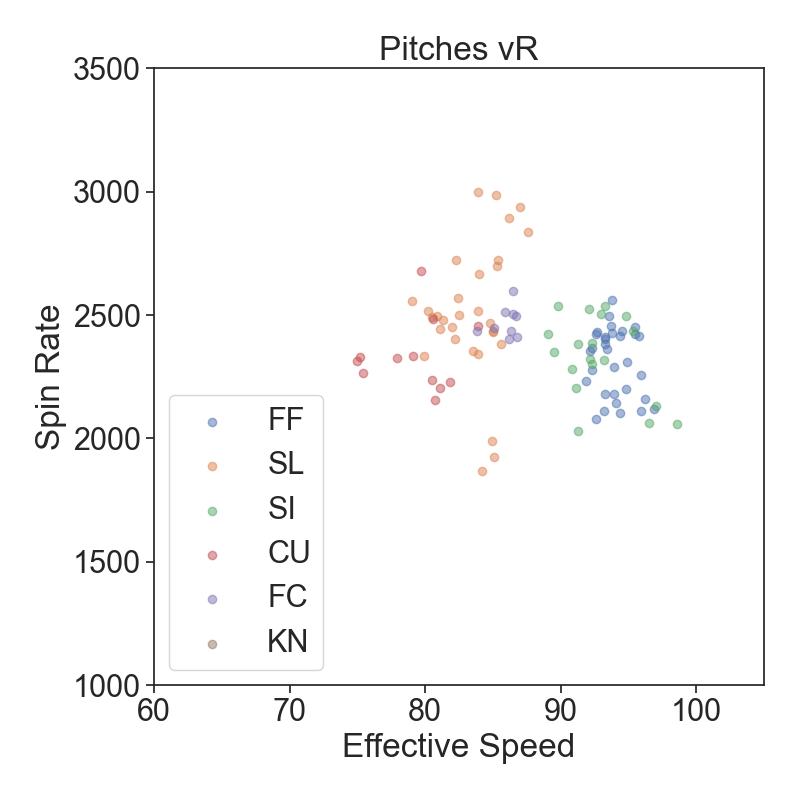 Pitches vR
3500
3000
2500
2000
1500
1000
Spin Rate
FF
SL
SI
CU
FC
KN
60 70 80 90 100
Effective Speed